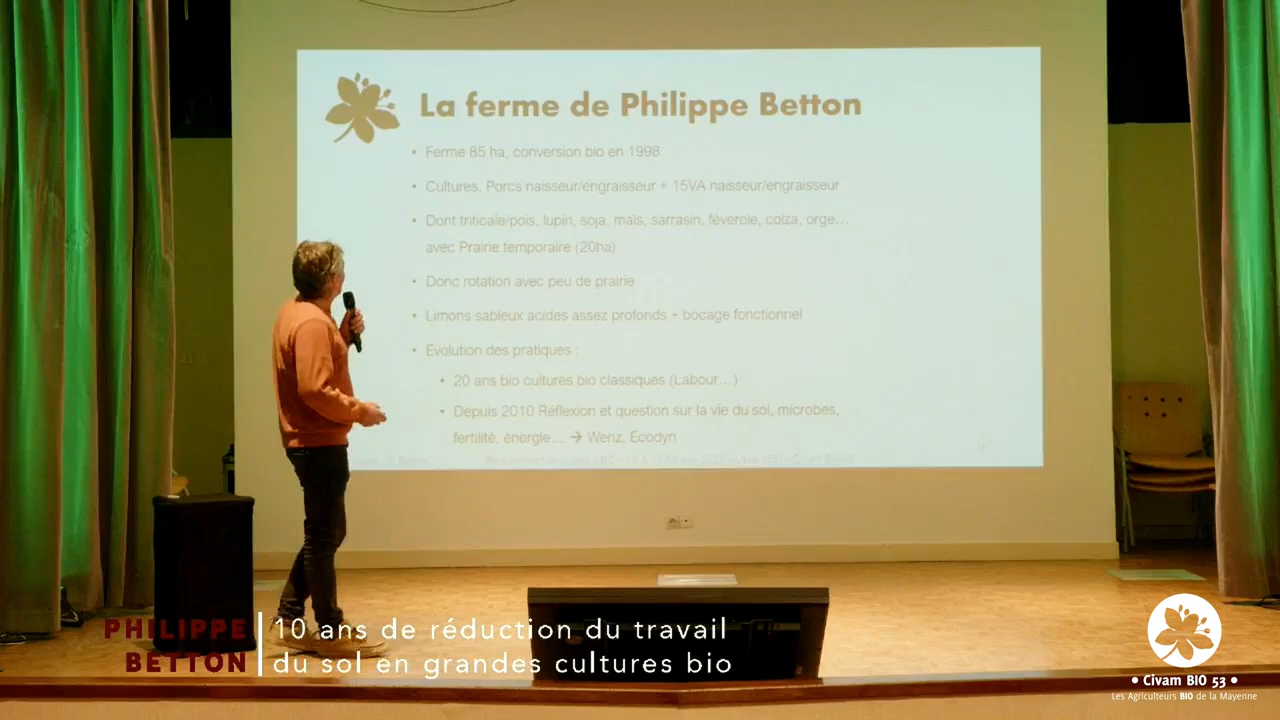 La ferme de Philippe Betton
• Ferme 85 ha, conversion bio en 1998
• Cultures, Porcs naisseur/engraisseur + 15VA naisseur/engraisseur
• Dont triticale/pois, lupin, soja, maïs, sarrasin, féverole, colza, orge…
avec Prairie temporaire (20ha)
• Donc rotation avec peu de prairie
• Limons sableux acides assez profonds + bocage fonctionnel
• Evolution des pratiques :
• 20 ans bio cultures bio classiques (Labour…)
• Depuis 2010 Réflexion et question sur la vie du sol, microbes,
fertilité, énergie… → Wenz, Ecodyn
PHILIPPE
BETTON
10 ans de réduction du travail
du sol en grandes cultures bio
• Civam BIO 53 •
Les Agriculteurs BIO de la Mayenne